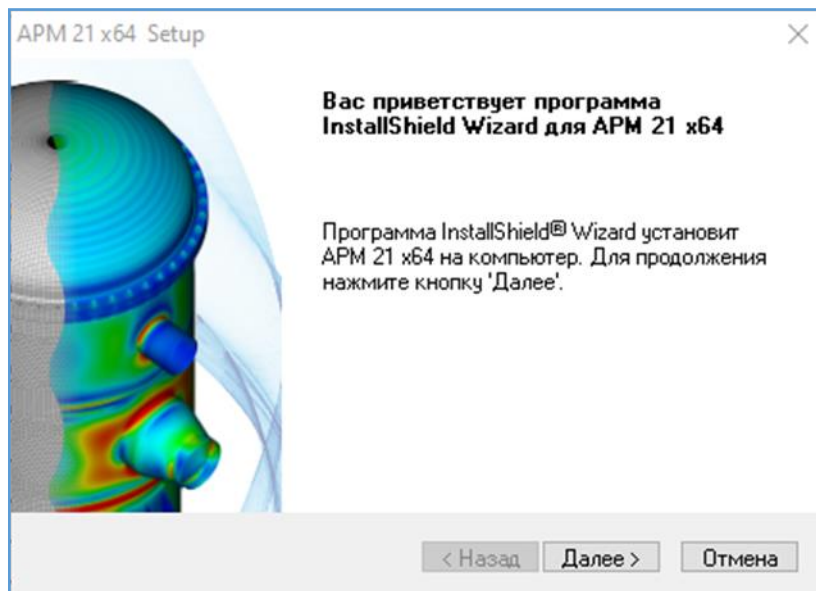 APM 21 x64 Setup
Вас приветствует программа
InstallShield Wizard для APM 21 x64
Программа InstallShield® Wizard установит
APM 21 x64 на компьютер. Для продолжения
нажмите кнопку 'Далее'.
< Назад Далее > Отмена